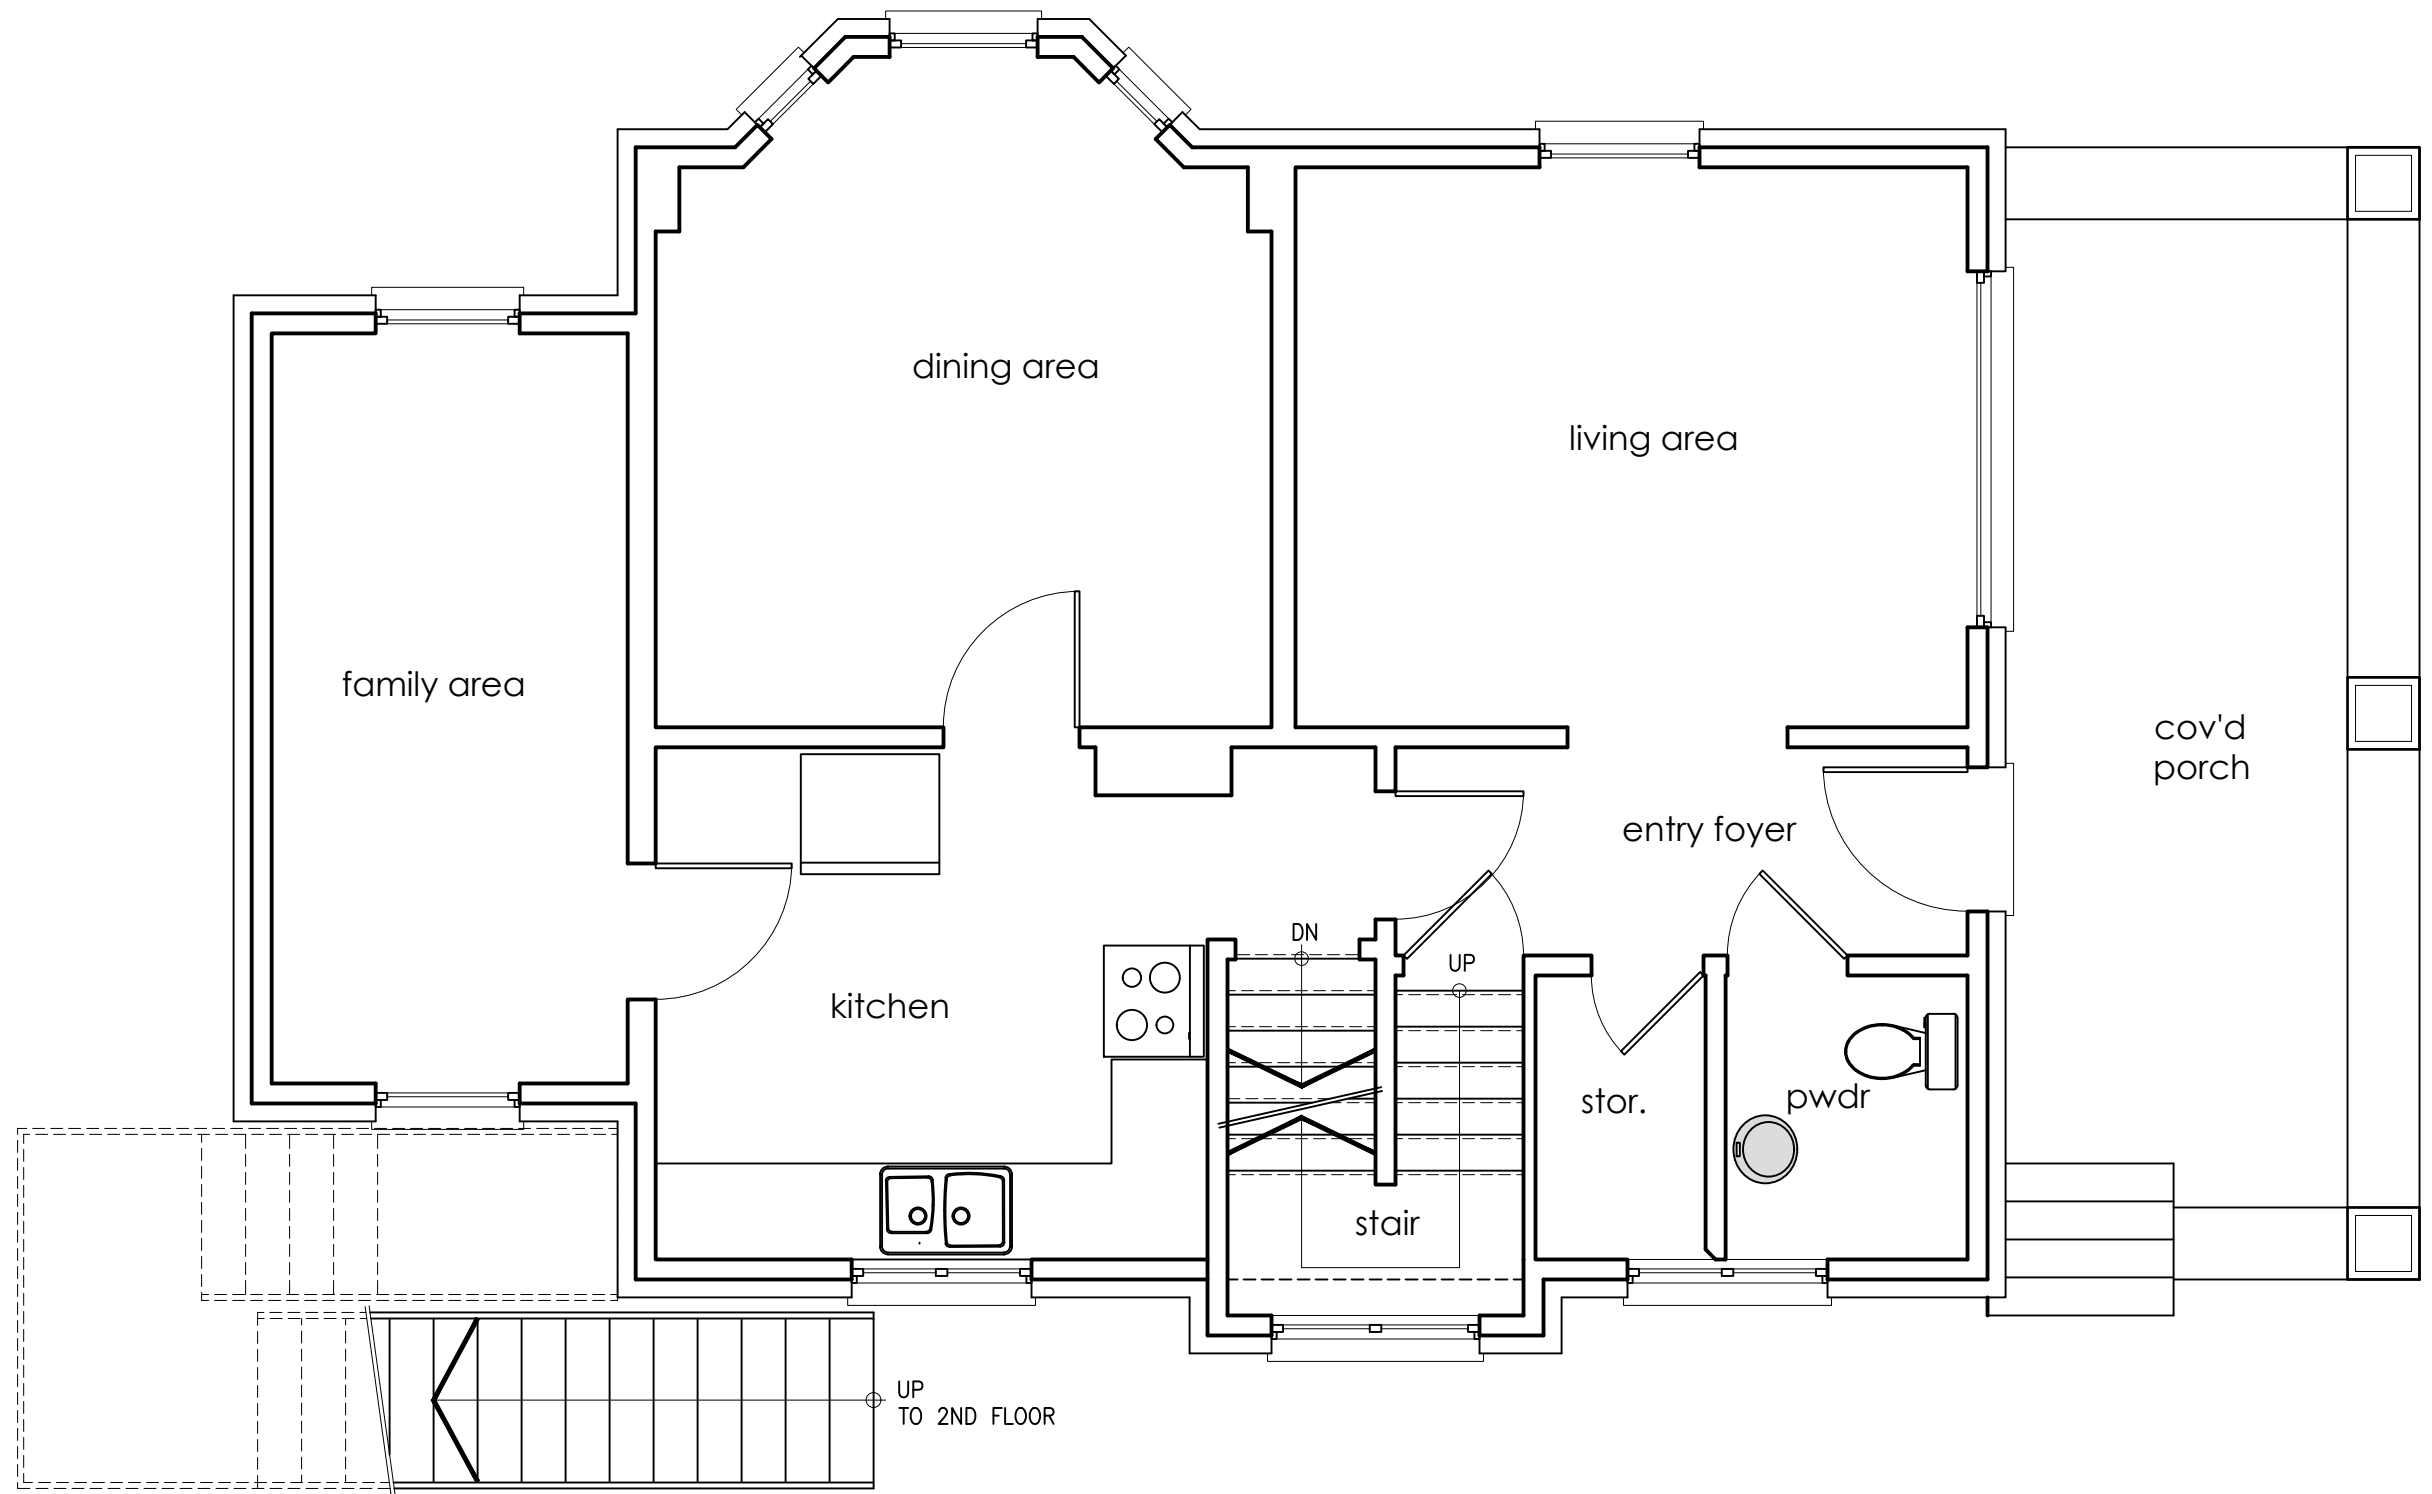 dining area
living area
family area
cov'd
porch
entry foyer
DN
UP
kitchen
stor.
pwdr
stair
UP
TO 2ND FLOOR